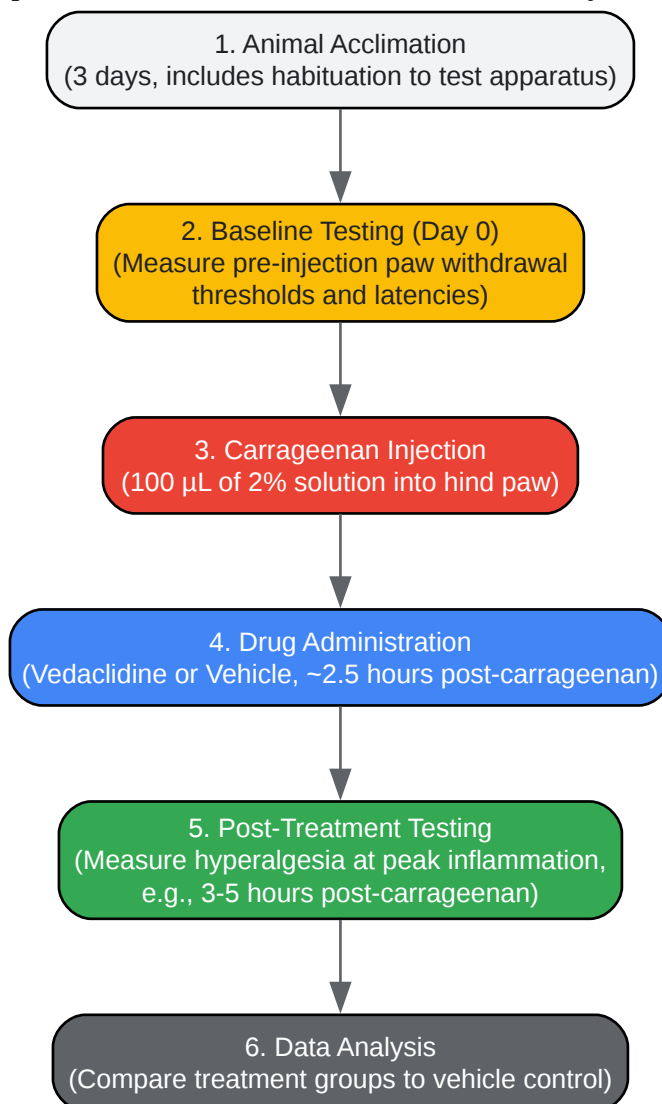 1. Animal Acclimation
(3 days, includes habituation to test apparatus)
2. Baseline Testing (Day 0)
(Measure pre-injection paw withdrawal
thresholds and latencies)
3. Carrageenan Injection
(100 µL of 2% solution into hind paw)
4. Drug Administration
(Vedaclidine or Vehicle, ~2.5 hours post-carrageenan)
5. Post-Treatment Testing
(Measure hyperalgesia at peak inflammation,
e.g., 3-5 hours post-carrageenan)
6. Data Analysis
(Compare treatment groups to vehicle control)